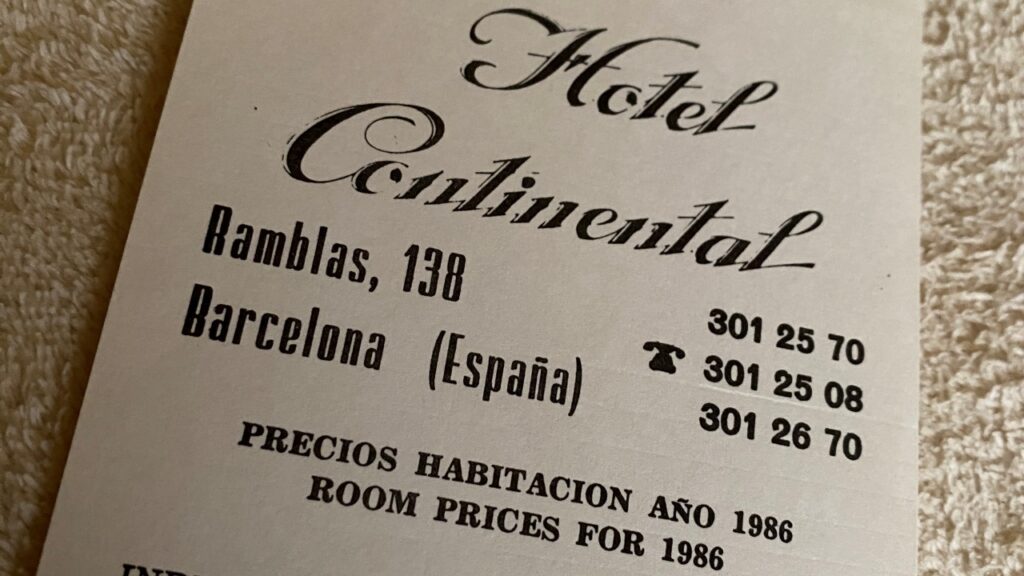 Hotel
Continental
Ramblas, 138
Barcelona (España)
301 25 70
☎ 301 25 08
301 26 70
PRECIOS HABITACION AÑO 1986
ROOM PRICES FOR 1986